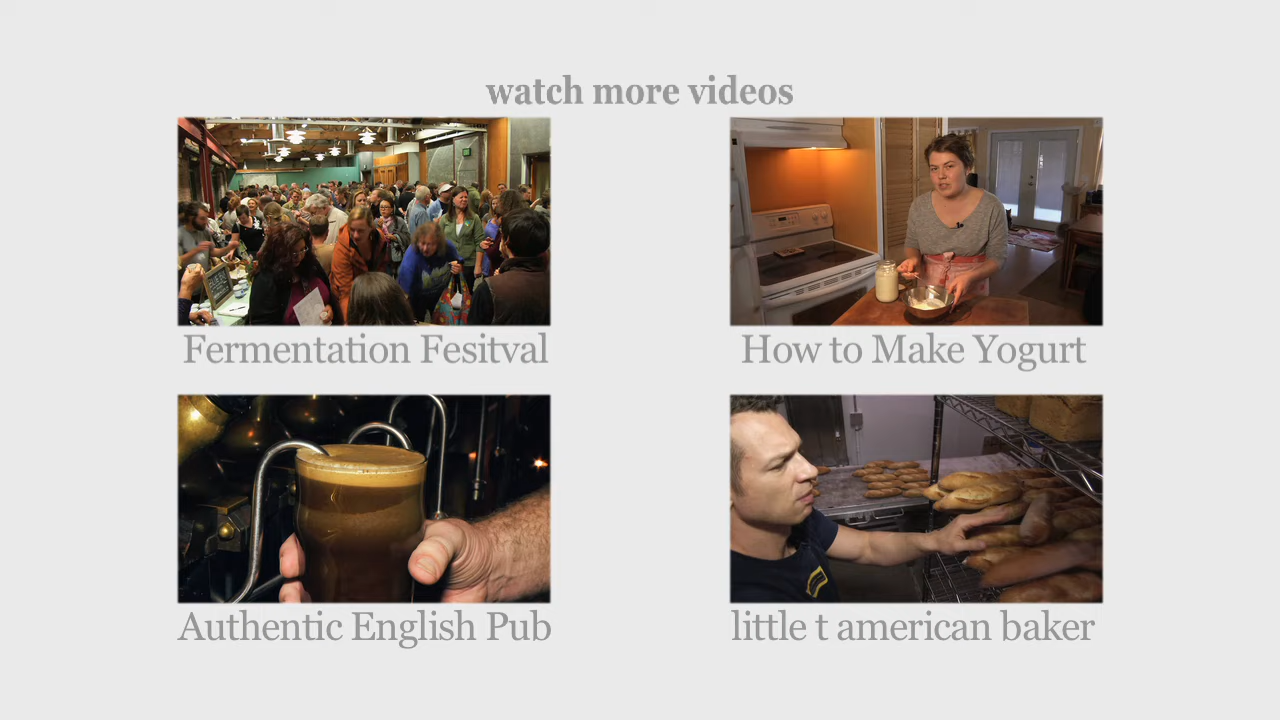 watch more videos
Fermentation Fesitval
How to Make Yogurt
Authentic English Pub
little t american baker